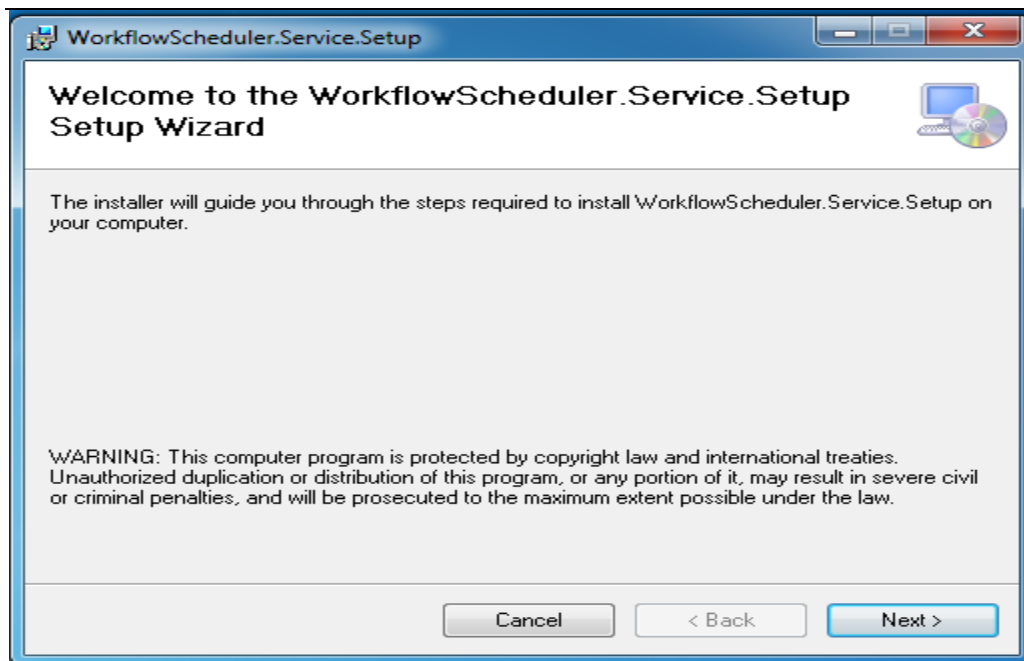 WorkflowScheduler.Service.Setup
Welcome to the WorkflowScheduler.Service.Setup
Setup Wizard
The installer will guide you through the steps required to install WorkflowScheduler.Service.Setup on
your computer.
WARNING: This computer program is protected by copyright law and international treaties.
Unauthorized duplication or distribution of this program, or any portion of it, may result in severe civil
or criminal penalties, and will be prosecuted to the maximum extent possible under the law.
Cancel
< Back
Next >